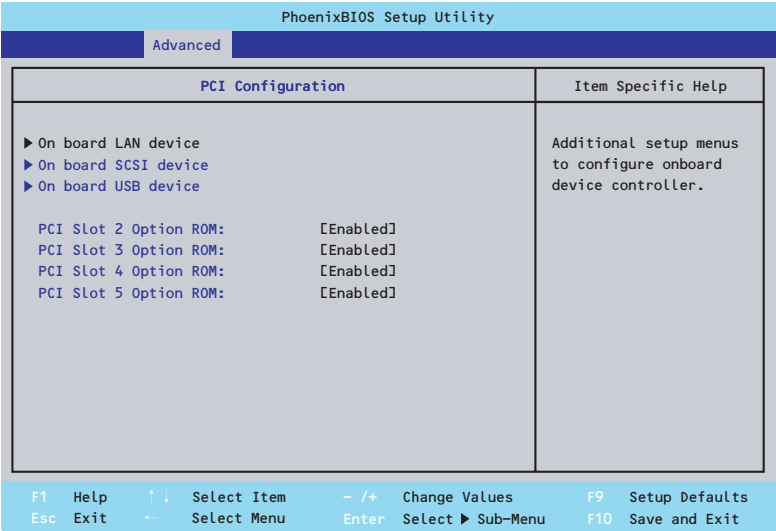 PhoenixBIOS Setup Utility
Advanced
PCI Configuration
Item Specific Help
▶ On board LAN device
▶ On board SCSI device
▶ On board USB device
PCI Slot 2 Option ROM: [Enabled]
PCI Slot 3 Option ROM: [Enabled]
PCI Slot 4 Option ROM: [Enabled]
PCI Slot 5 Option ROM: [Enabled]
Additional setup menus
to configure onboard
device controller.
F1 Help ↑↓ Select Item −/+ Change Values F9 Setup Defaults
Esc Exit ← Select Menu Enter Select ▶ Sub−Menu F10 Save and Exit